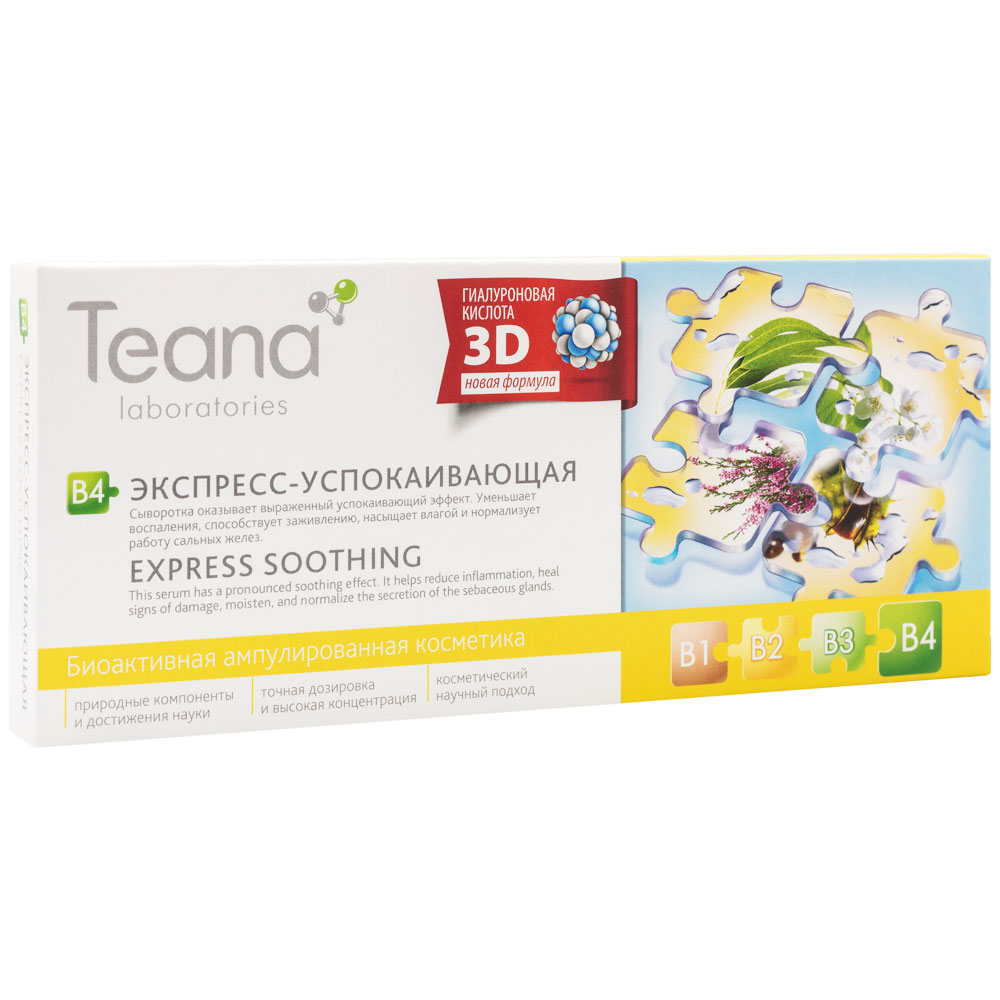 Teana
laboratories
ГИАЛУРОНОВАЯ
КИСЛОТА
3D
новая формула
B4
ЭКСПРЕСС-УСПОКАИВАЮЩАЯ
Сыворотка оказывает выраженный успокаивающий эффект. Уменьшает
воспаления, способствует заживлению, насыщает влагой и нормализует
работу сальных желез.
EXPRESS SOOTHING
This serum has a pronounced soothing effect. It helps reduce inflammation, heal
signs of damage, moisten, and normalize the secretion of the sebaceous glands.
Биоактивная ампулированная косметика
природные компоненты
и достижения науки
точная дозировка
и высокая концентрация
косметический
научный подход
B1 B2 B3 B4
B4 ЭКСПРЕСС-УСПОКАИВАЮЩАЯ